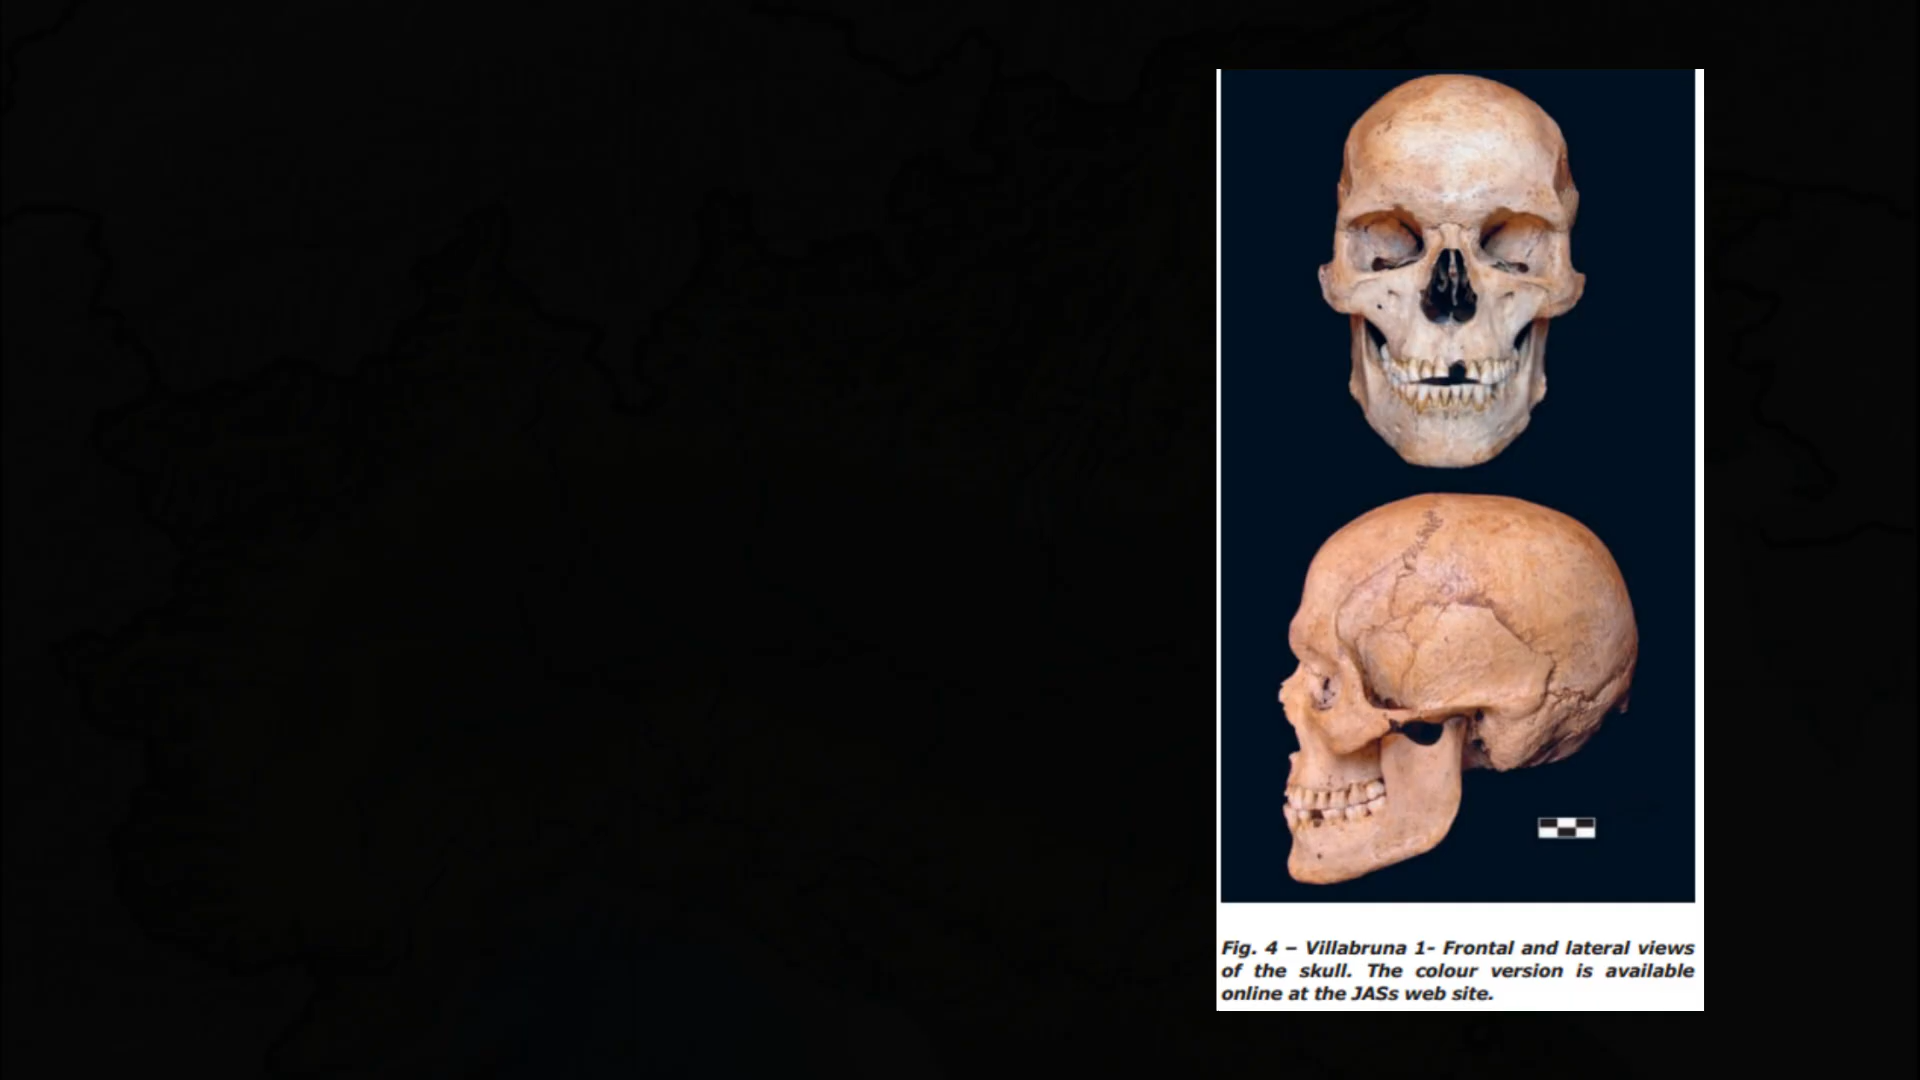 Fig. 4 – Villabruna 1- Frontal and lateral views
of the skull. The colour version is available
online at the JASs web site.